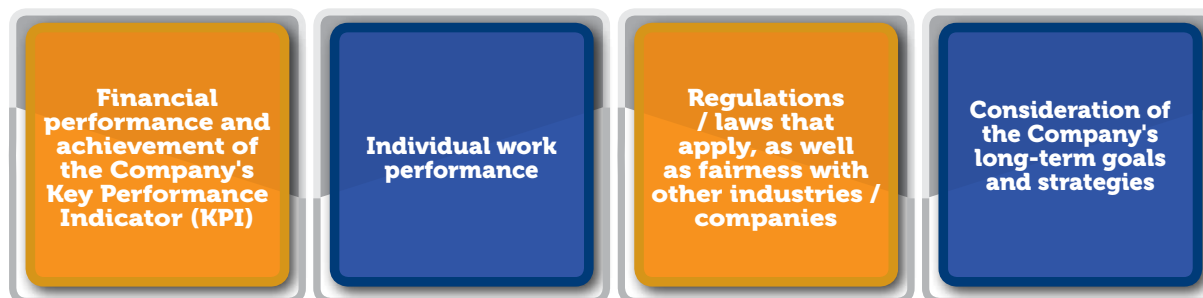 Financial
performance and
achievement of
the Company's
Key Performance
Indicator (KPI)
Individual work
performance
Regulations
/ laws that
apply, as well
as fairness with
other industries /
companies
Consideration of
the Company's
long-term goals
and strategies